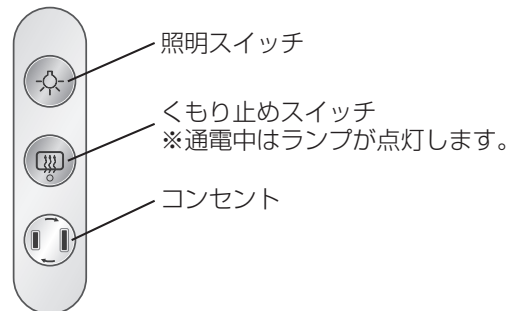 照明スイッチ
くもり止めスイッチ
※通電中はランプが点灯します。
コンセント